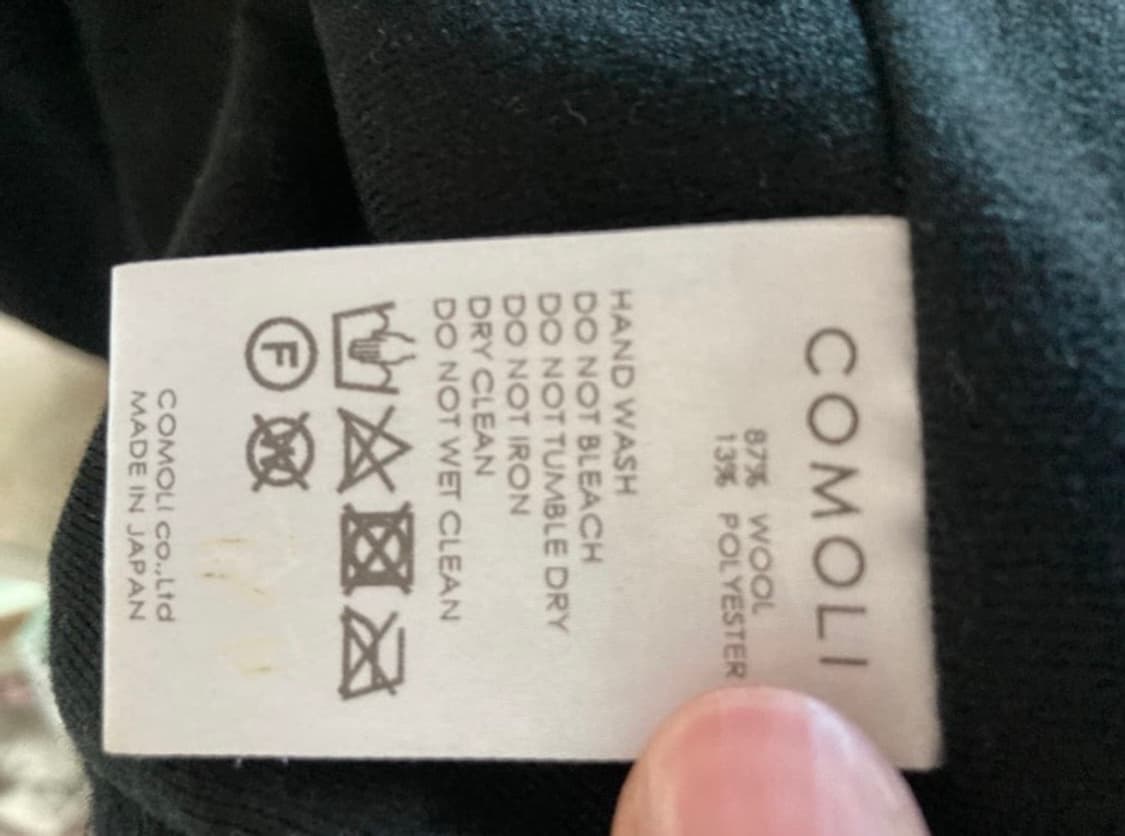 COMOLI
87% WOOL
13% POLYESTER
HAND WASH
DO NOT BLEACH
DO NOT TUMBLE DRY
DO NOT IRON
DRY CLEAN
DO NOT WET CLEAN
F W
COMOLI CO.,Ltd
MADE IN JAPAN